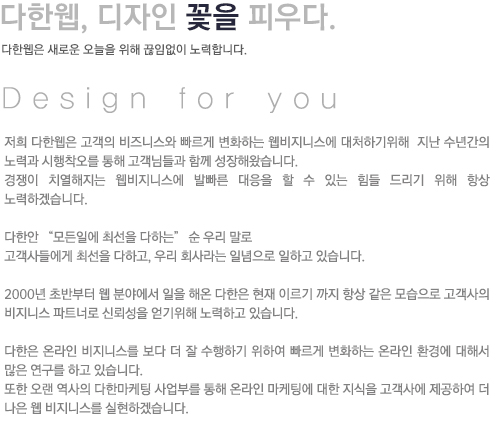 다한웹, 디자인 꽃을 피우다.
다한웹은 새로운 오늘을 위해 끊임없이 노력합니다.
Design for you
저희 다한웹은 고객의 비즈니스와 빠르게 변화하는 웹비지니스에 대처하기위해 지난 수년간의
노력과 시행착오를 통해 고객님들과 함께 성장해왔습니다.
경쟁이 치열해지는 웹비지니스에 발빠른 대응을 할 수 있는 힘들 드리기 위해 항상
노력하겠습니다.
다한안 “모든일에 최선을 다하는” 순 우리 말로
고객사들에게 최선을 다하고, 우리 회사라는 일념으로 일하고 있습니다.
2000년 초반부터 웹 분야에서 일을 해온 다한은 현재 이르기 까지 항상 같은 모습으로 고객사의
비지니스 파트너로 신뢰성을 얻기위해 노력하고 있습니다.
다한은 온라인 비지니스를 보다 더 잘 수행하기 위하여 빠르게 변화하는 온라인 환경에 대해서
많은 연구를 하고 있습니다.
또한 오랜 역사의 다한마케팅 사업부를 통해 온라인 마케팅에 대한 지식을 고객사에 제공하여 더
나은 웹 비지니스를 실현하겠습니다.